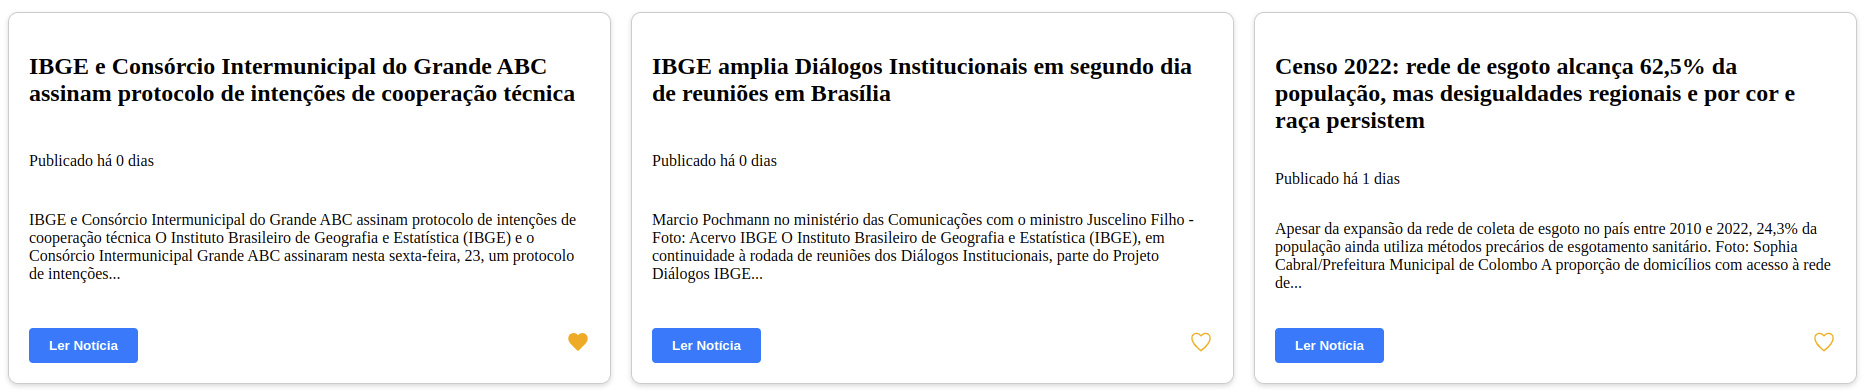 IBGE e Consórcio Intermunicipal do Grande ABC
assinam protocolo de intenções de cooperação técnica
Publicado há 0 dias
IBGE e Consórcio Intermunicipal do Grande ABC assinam protocolo de intenções de
cooperação técnica O Instituto Brasileiro de Geografia e Estatística (IBGE) e o
Consórcio Intermunicipal Grande ABC assinaram nesta sexta-feira, 23, um protocolo
de intenções...
Ler Notícia
IBGE amplia Diálogos Institucionais em segundo dia
de reuniões em Brasília
Publicado há 0 dias
Marcio Pochmann no ministério das Comunicações com o ministro Juscelino Filho -
Foto: Acervo IBGE O Instituto Brasileiro de Geografia e Estatística (IBGE), em
continuidade à rodada de reuniões dos Diálogos Institucionais, parte do Projeto
Diálogos IBGE...
Ler Notícia
Censo 2022: rede de esgoto alcança 62,5% da
população, mas desigualdades regionais e por cor e
raça persistem
Publicado há 1 dias
Apesar da expansão da rede de coleta de esgoto no país entre 2010 e 2022, 24,3% da
população ainda utiliza métodos precários de esgotamento sanitário. Foto: Sophia
Cabral/Prefeitura Municipal de Colombo A proporção de domicílios com acesso à rede
de...
Ler Notícia